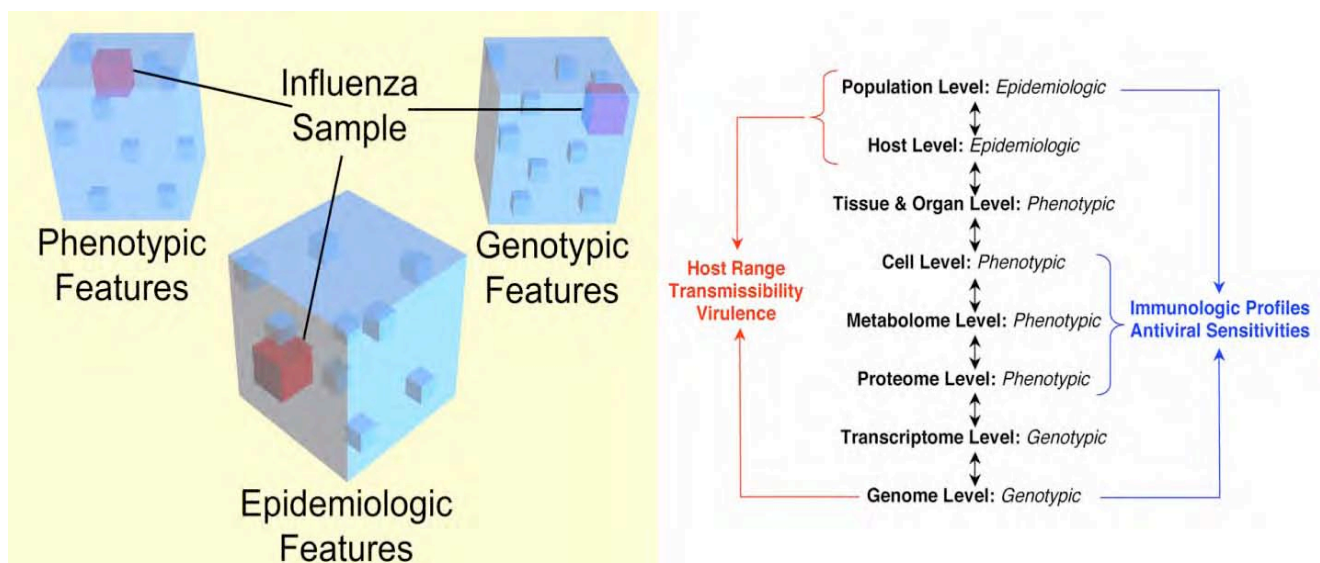 Influenza
Sample
Phenotypic
Features
Genotypic
Features
Epidemiologic
Features
Population Level: Epidemiologic
Host Level: Epidemiologic
Tissue & Organ Level: Phenotypic
Cell Level: Phenotypic
Metabolome Level: Phenotypic
Proteome Level: Phenotypic
Transcriptome Level: Genotypic
Genome Level: Genotypic
Host Range
Transmissibility
Virulence
Immunologic Profiles
Antiviral Sensitivities